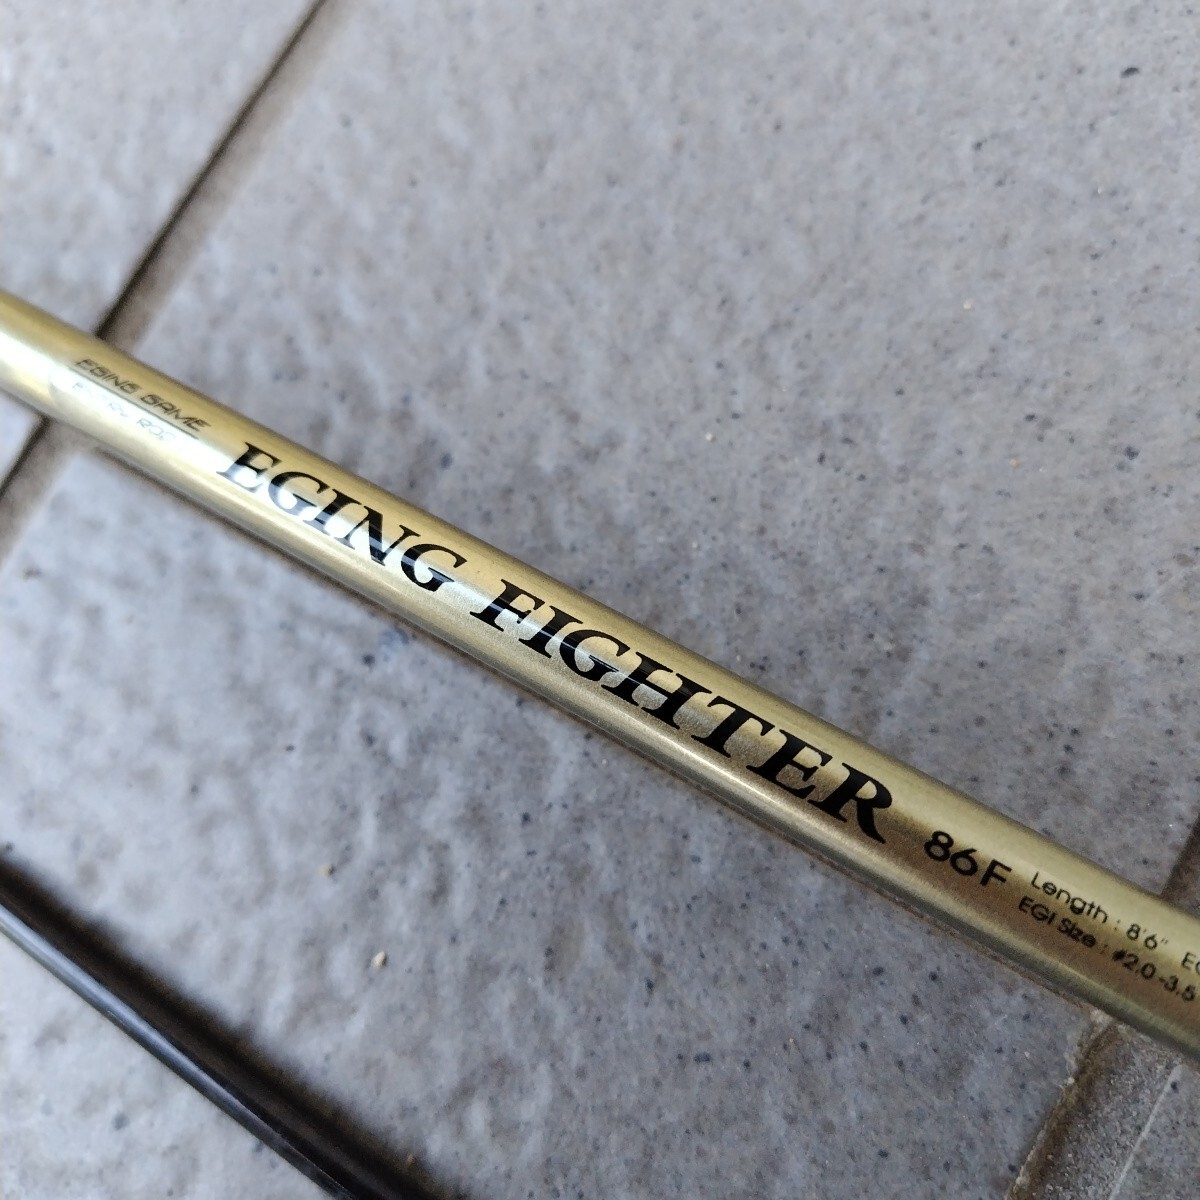 EGING GAME
EGING FIGHTER 86F
Length : 8'6"
EGI Size : #2.0-3.5